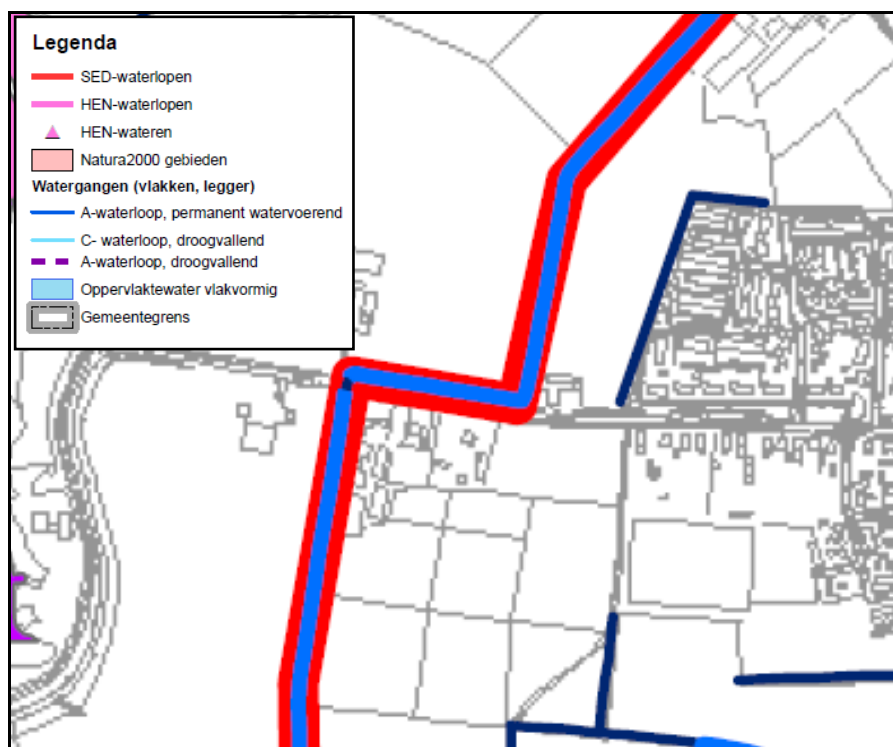 Legenda
SED-waterlopen
HEN-waterlopen
HEN-wateren
Natura2000 gebieden
Watergangen (vlakken, legger)
A-waterloop, permanent watervoerend
C- waterloop, droogvallend
A-waterloop, droogvallend
Oppervlaktewater vlakvormig
Gemeentegrens